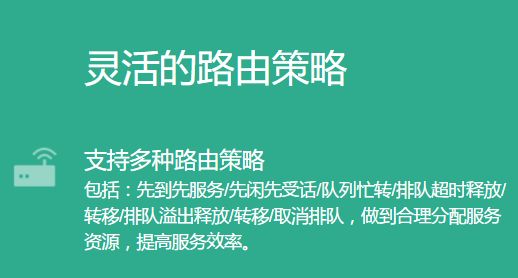 灵活的路由策略
支持多种路由策略
包括：先到先服务/先闲先受话/队列忙转/排队超时释放/
转移/排队溢出释放/转移/取消排队，做到合理分配服务
资源，提高服务效率。